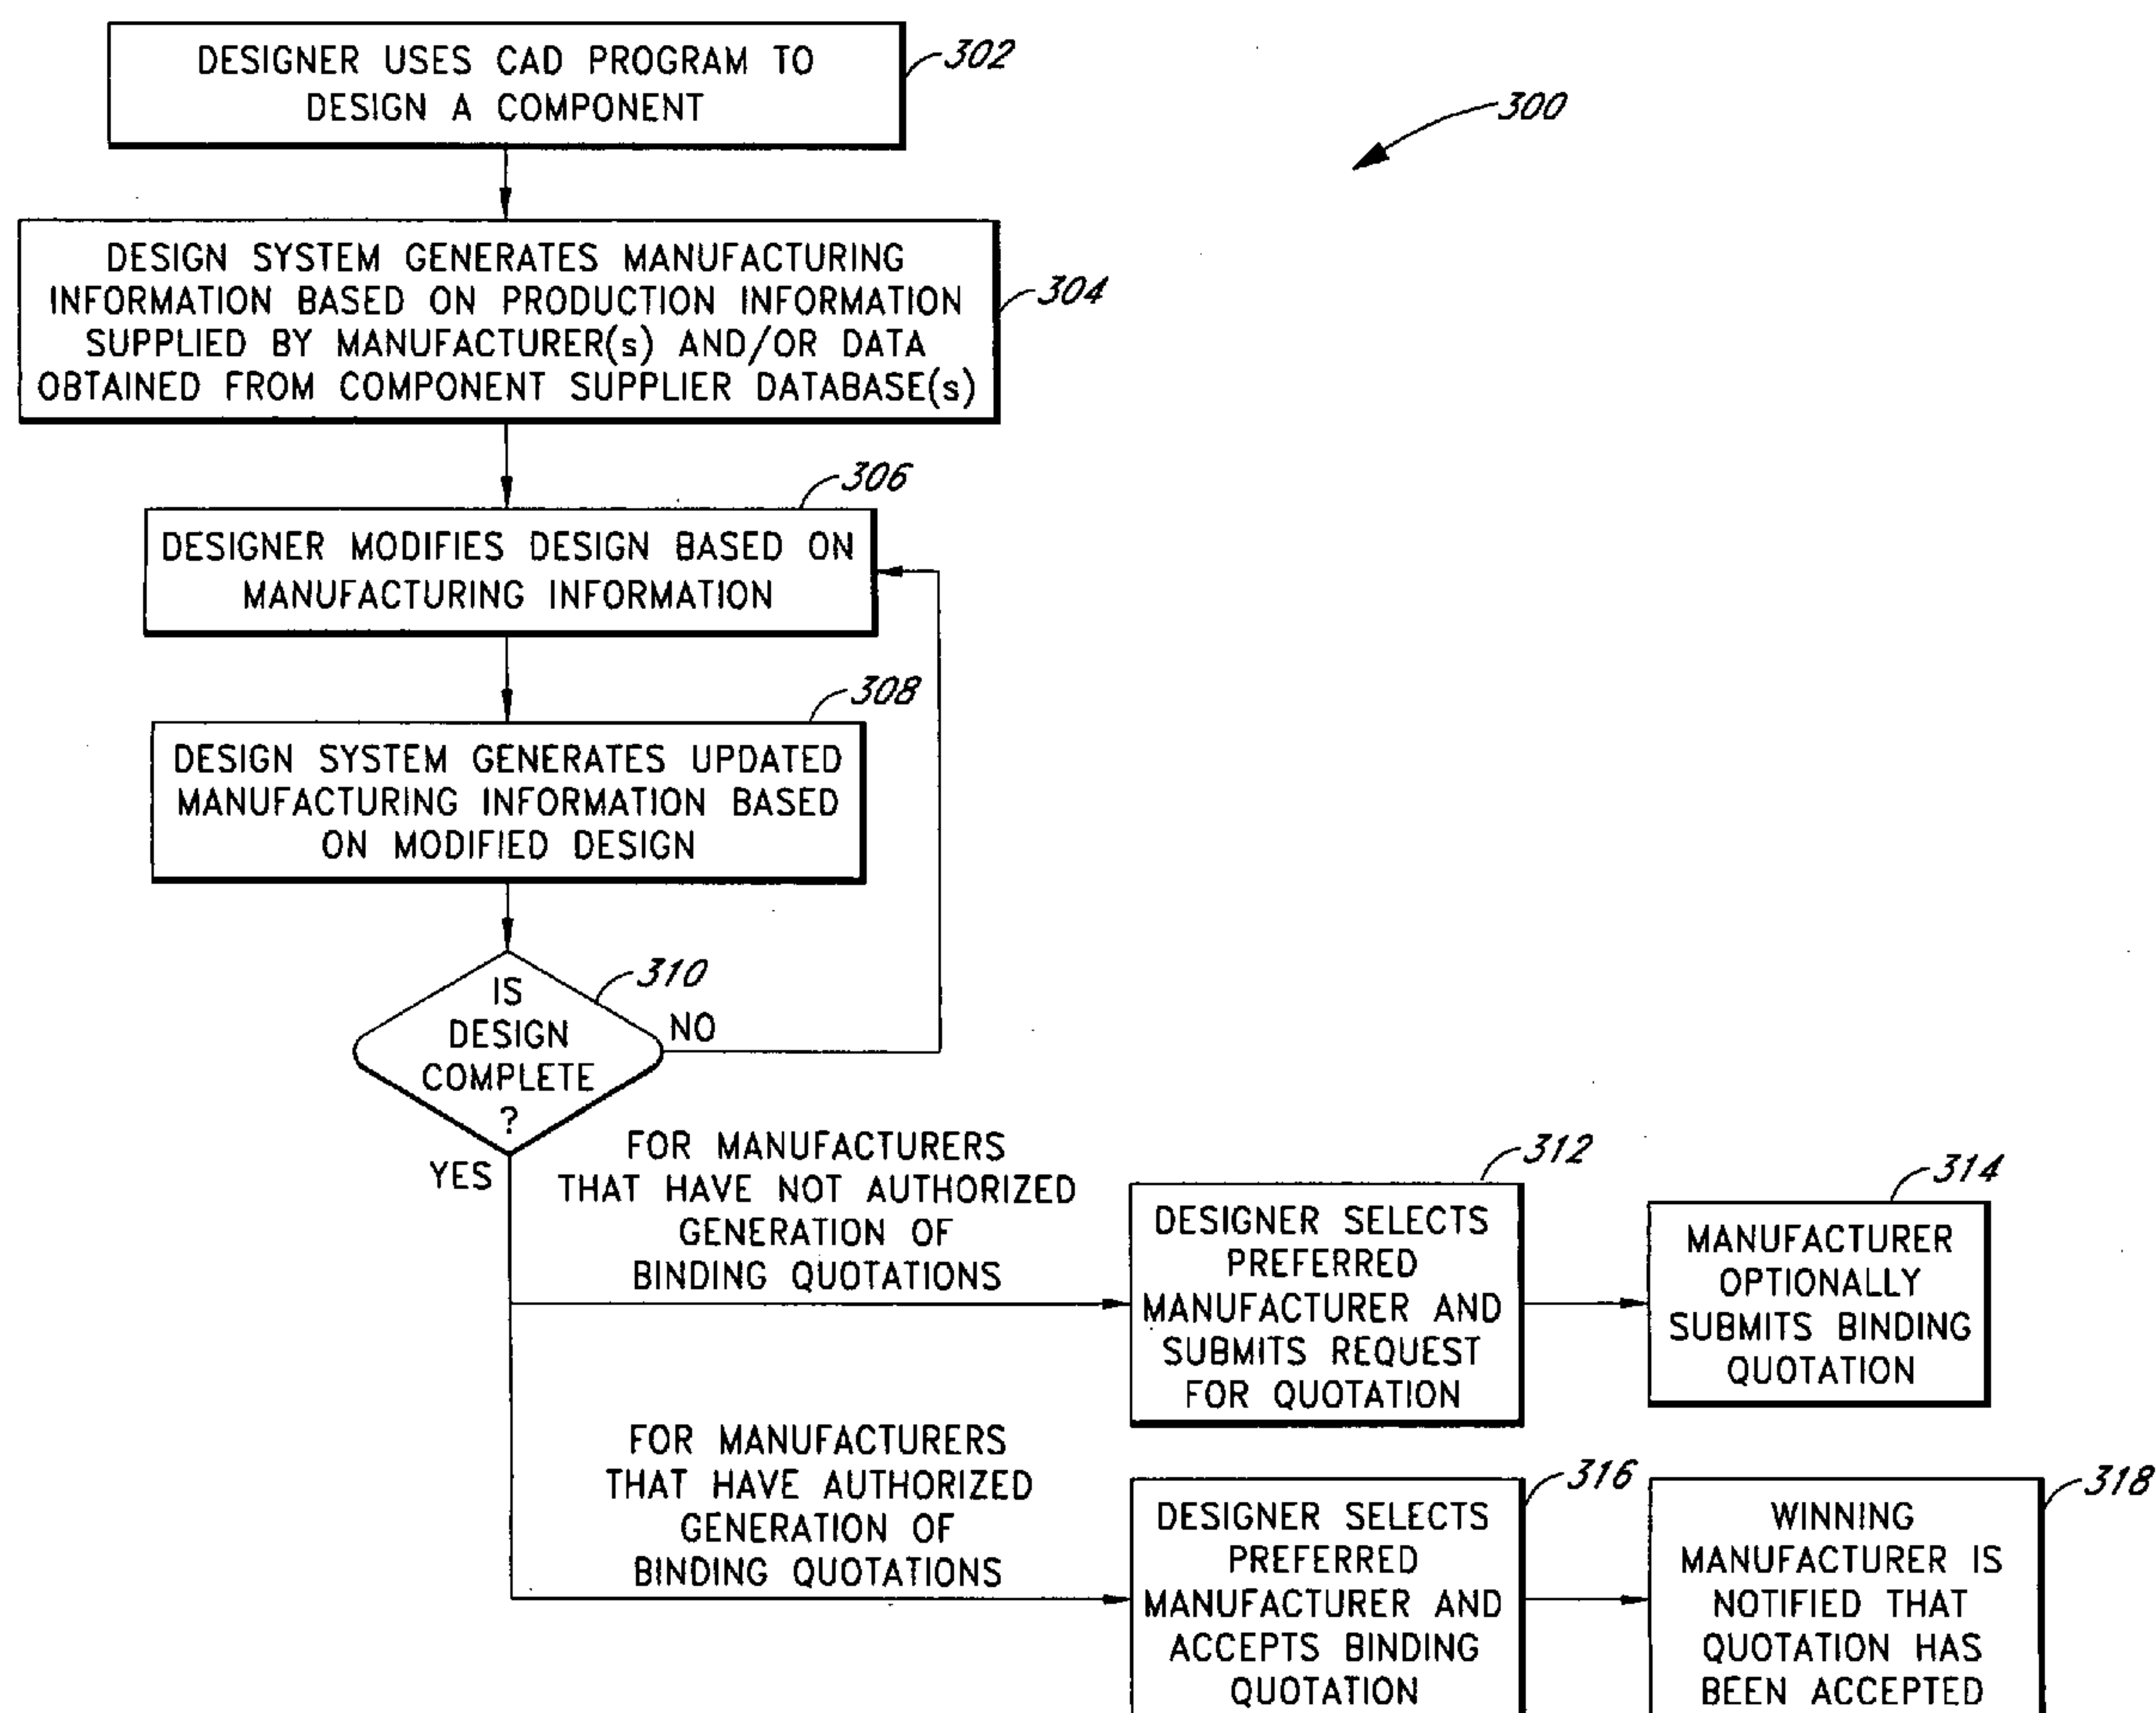 DESIGNER USES CAD PROGRAM TO
DESIGN A COMPONENT
302
300
DESIGN SYSTEM GENERATES MANUFACTURING
INFORMATION BASED ON PRODUCTION INFORMATION
SUPPLIED BY MANUFACTURER(s) AND/OR DATA
OBTAINED FROM COMPONENT SUPPLIER DATABASE(s)
304
306
DESIGNER MODIFIES DESIGN BASED ON
MANUFACTURING INFORMATION
308
DESIGN SYSTEM GENERATES UPDATED
MANUFACTURING INFORMATION BASED
ON MODIFIED DESIGN
310
IS
DESIGN
COMPLETE
?
NO
YES
FOR MANUFACTURERS
THAT HAVE NOT AUTHORIZED
GENERATION OF
BINDING QUOTATIONS
312
DESIGNER SELECTS
PREFERRED
MANUFACTURER AND
SUBMITS REQUEST
FOR QUOTATION
314
MANUFACTURER
OPTIONALLY
SUBMITS BINDING
QUOTATION
FOR MANUFACTURERS
THAT HAVE AUTHORIZED
GENERATION OF
BINDING QUOTATIONS
316
DESIGNER SELECTS
PREFERRED
MANUFACTURER AND
ACCEPTS BINDING
QUOTATION
318
WINNING
MANUFACTURER IS
NOTIFIED THAT
QUOTATION HAS
BEEN ACCEPTED